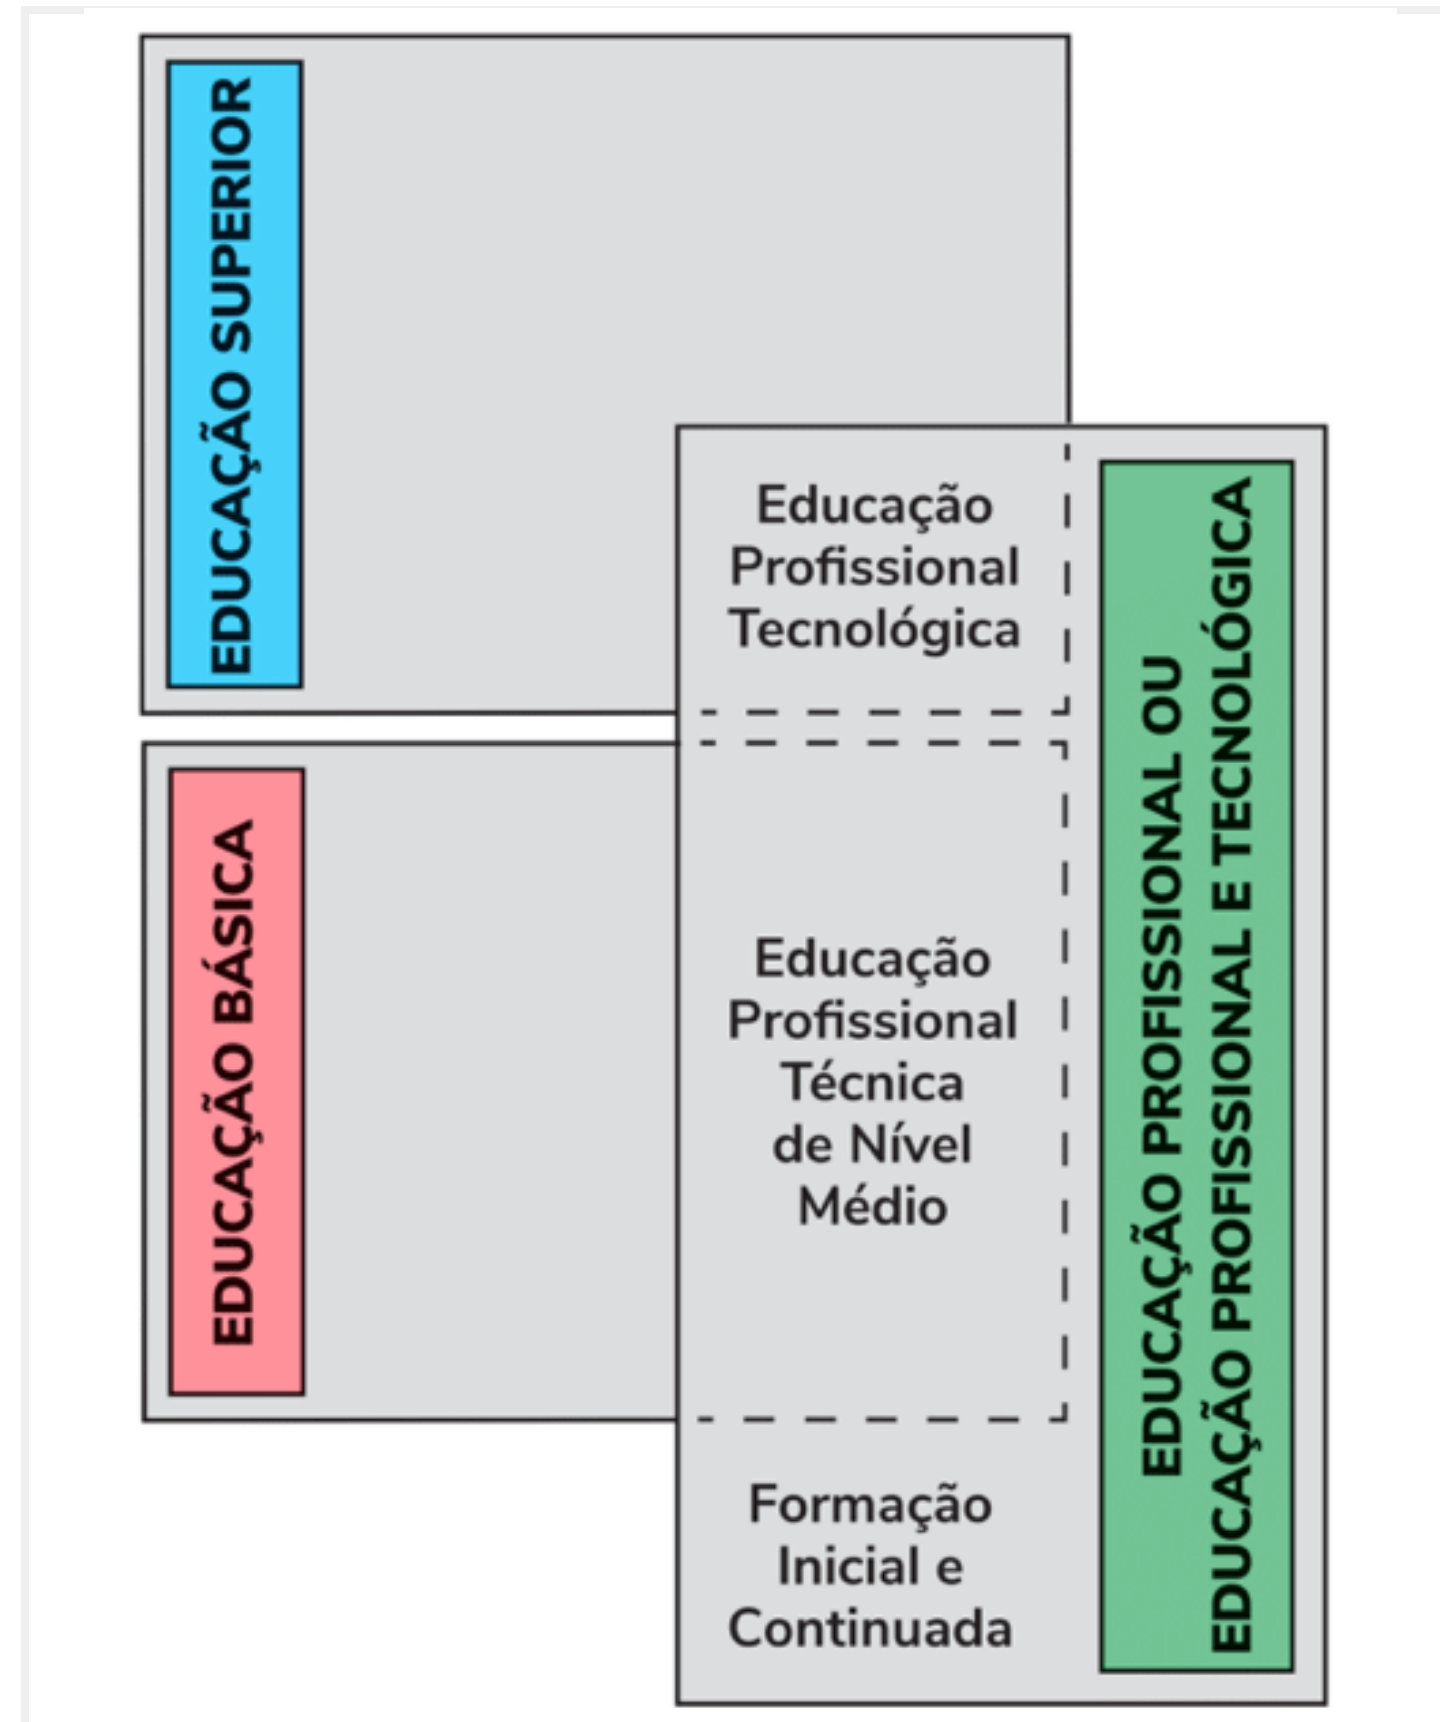 EDUCAÇÃO SUPERIOR
Educação
Profissional
Tecnológica
EDUCAÇÃO BÁSICA
Educação
Profissional
Técnica
de Nível
Médio
Formação
Inicial e
Continuada
EDUCAÇÃO PROFISSIONAL OU
EDUCAÇÃO PROFISSIONAL E TECNOLÓGICA